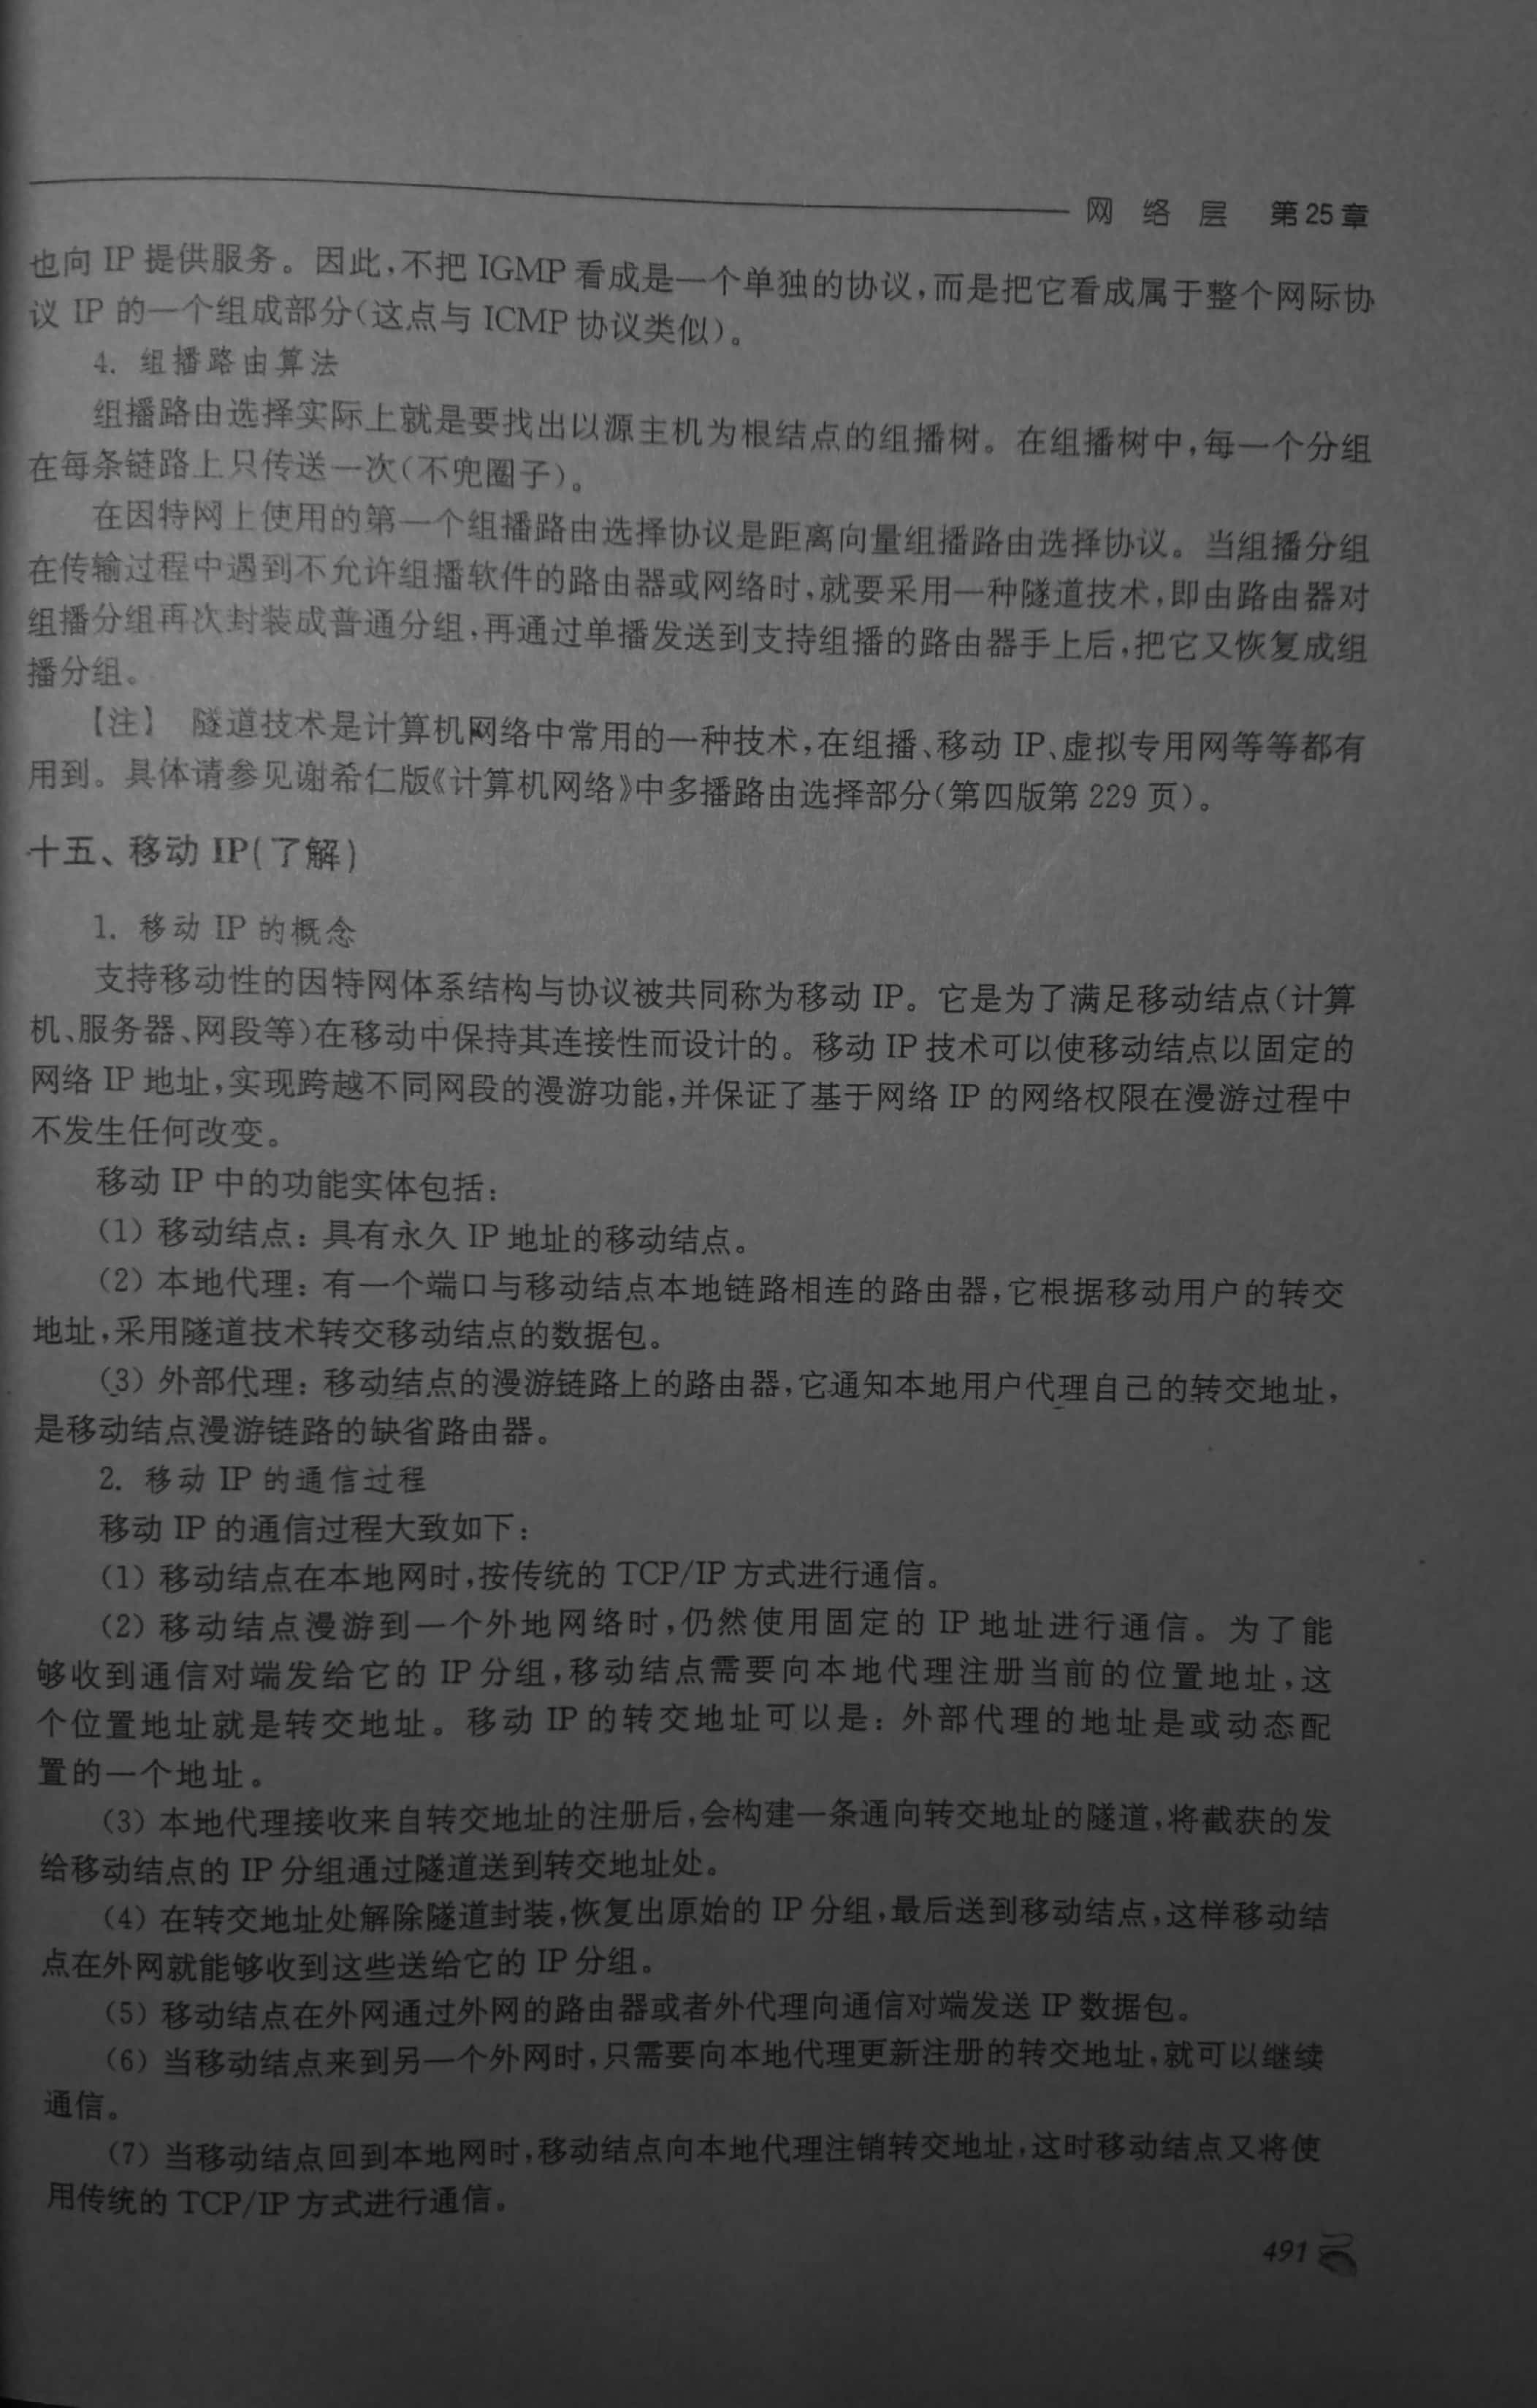 网 络 层 第25章
也向 IP 提供服务。因此,不把 IGMP 看成是一个单独的协议,而是把它看成属于整个网际协
议 IP 的一个组成部分(这点与 ICMP 协议类似)。
4. 组播路由算法
组播路由选择实际上就是要找出以源主机为根结点的组播树。在组播树中,每一个分组
在每条链路上只传送一次(不兜圈子)。
在因特网上使用的第一个组播路由选择协议是距离向量组播路由选择协议。当组播分组
在传输过程中遇到不允许组播软件的路由器或网络时,就要采用一种隧道技术,即由路由器对
组播分组再次封装成普通分组,再通过单播发送到支持组播的路由器手上后,把它又恢复成组
播分组。
【注】 隧道技术是计算机网络中常用的一种技术,在组播、移动 IP、虚拟专用网等等都有
用到。具体请参见谢希仁版《计算机网络》中多播路由选择部分(第四版第 229 页)。
十五、移动 IP(了解)
1. 移动 IP 的概念
支持移动性的因特网体系结构与协议被共同称为移动 IP。它是为了满足移动结点(计算
机、服务器、网段等)在移动中保持其连接性而设计的。移动 IP 技术可以使移动结点以固定的
网络 IP 地址,实现跨越不同网段的漫游功能,并保证了基于网络 IP 的网络权限在漫游过程中
不发生任何改变。
移动 IP 中的功能实体包括:
(1) 移动结点:具有永久 IP 地址的移动结点。
(2) 本地代理:有一个端口与移动结点本地链路相连的路由器,它根据移动用户的转交
地址,采用隧道技术转交移动结点的数据包。
(3) 外部代理:移动结点的漫游链路上的路由器,它通知本地用户代理自己的转交地址,
是移动结点漫游链路的缺省路由器。
2. 移动 IP 的通信过程
移动 IP 的通信过程大致如下:
(1) 移动结点在本地网时,按传统的 TCP/IP 方式进行通信。
(2) 移动结点漫游到一个外地网络时,仍然使用固定的 IP 地址进行通信。为了能
够收到通信对端发给它的 IP 分组,移动结点需要向本地代理注册当前的位置地址,这
个位置地址就是转交地址。移动 IP 的转交地址可以是:外部代理的地址是或动态配
置的一个地址。
(3) 本地代理接收来自转交地址的注册后,会构建一条通向转交地址的隧道,将截获的发
给移动结点的 IP 分组通过隧道送到转交地址处。
(4) 在转交地址处解除隧道封装,恢复出原始的 IP 分组,最后送到移动结点,这样移动结
点在外网就能够收到这些送给它的 IP 分组。
(5) 移动结点在外网通过外网的路由器或者外代理向通信对端发送 IP 数据包。
(6) 当移动结点来到另一个外网时,只需要向本地代理更新注册的转交地址,就可以继续
通信。
(7) 当移动结点回到本地网时,移动结点向本地代理注销转交地址,这时移动结点又将使
用传统的 TCP/IP 方式进行通信。
491